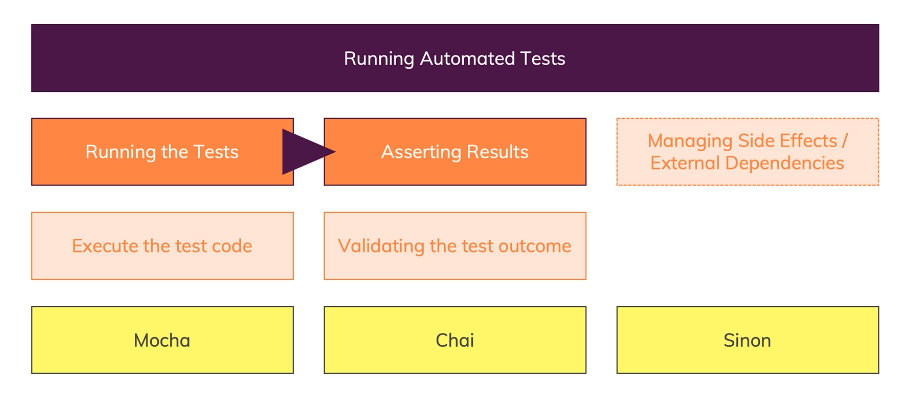 Running Automated Tests
Running the Tests
Asserting Results
Managing Side Effects /
External Dependencies
Execute the test code
Validating the test outcome
Mocha
Chai
Sinon